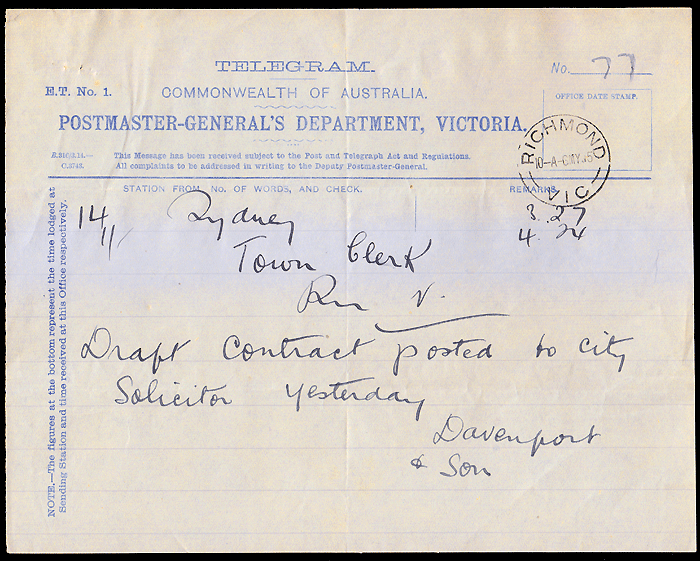 TELEGRAM.
No. 77
E.T. No. 1.
COMMONWEALTH OF AUSTRALIA.
OFFICE DATE STAMP.
POSTMASTER-GENERAL'S DEPARTMENT, VICTORIA.
RICHMOND
VIC
This Message has been received subject to the Post and Telegraph Act and Regulations.
C.3748.
All complaints to be addressed in writing to the Deputy Postmaster-General.
STATION FROM, No. OF WORDS, AND CHECK.
REMARKS.
14 Sydney 3.27
11/- 4.24
Town Clerk
Rm V.
Draft Contract posted to city
Solicitor Yesterday
Davenport
& Son
NOTE.—The figures at the bottom represent the time lodged at
Sending Station and time received at this Office respectively.